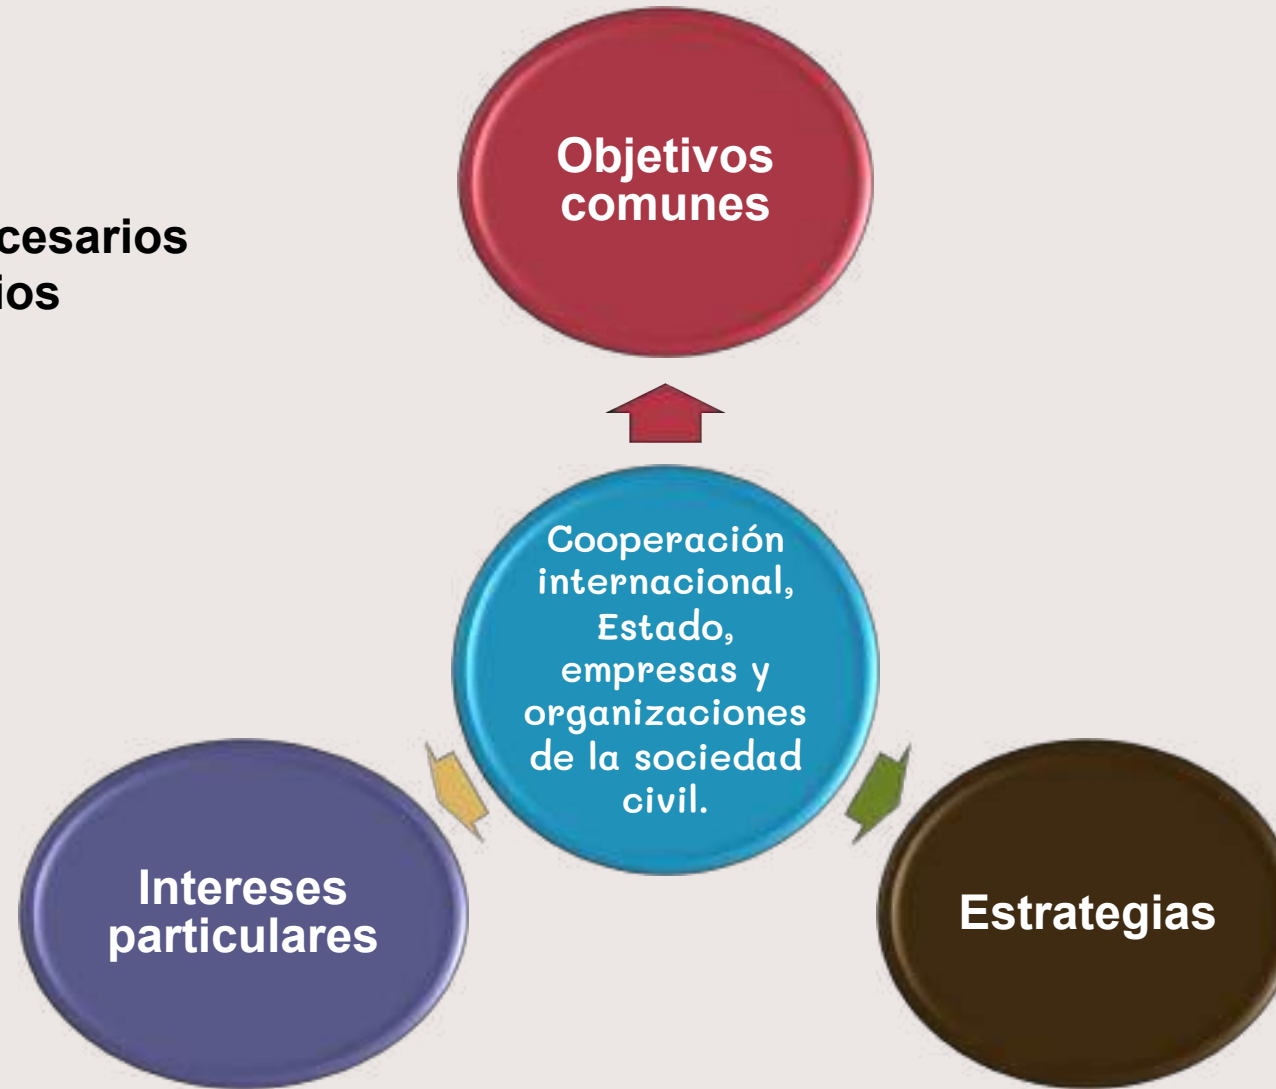 Objetivos
comunes
cesarios
ios
Cooperación
internacional,
Estado,
empresas y
organizaciones
de la sociedad
civil.
Intereses
particulares
Estrategias